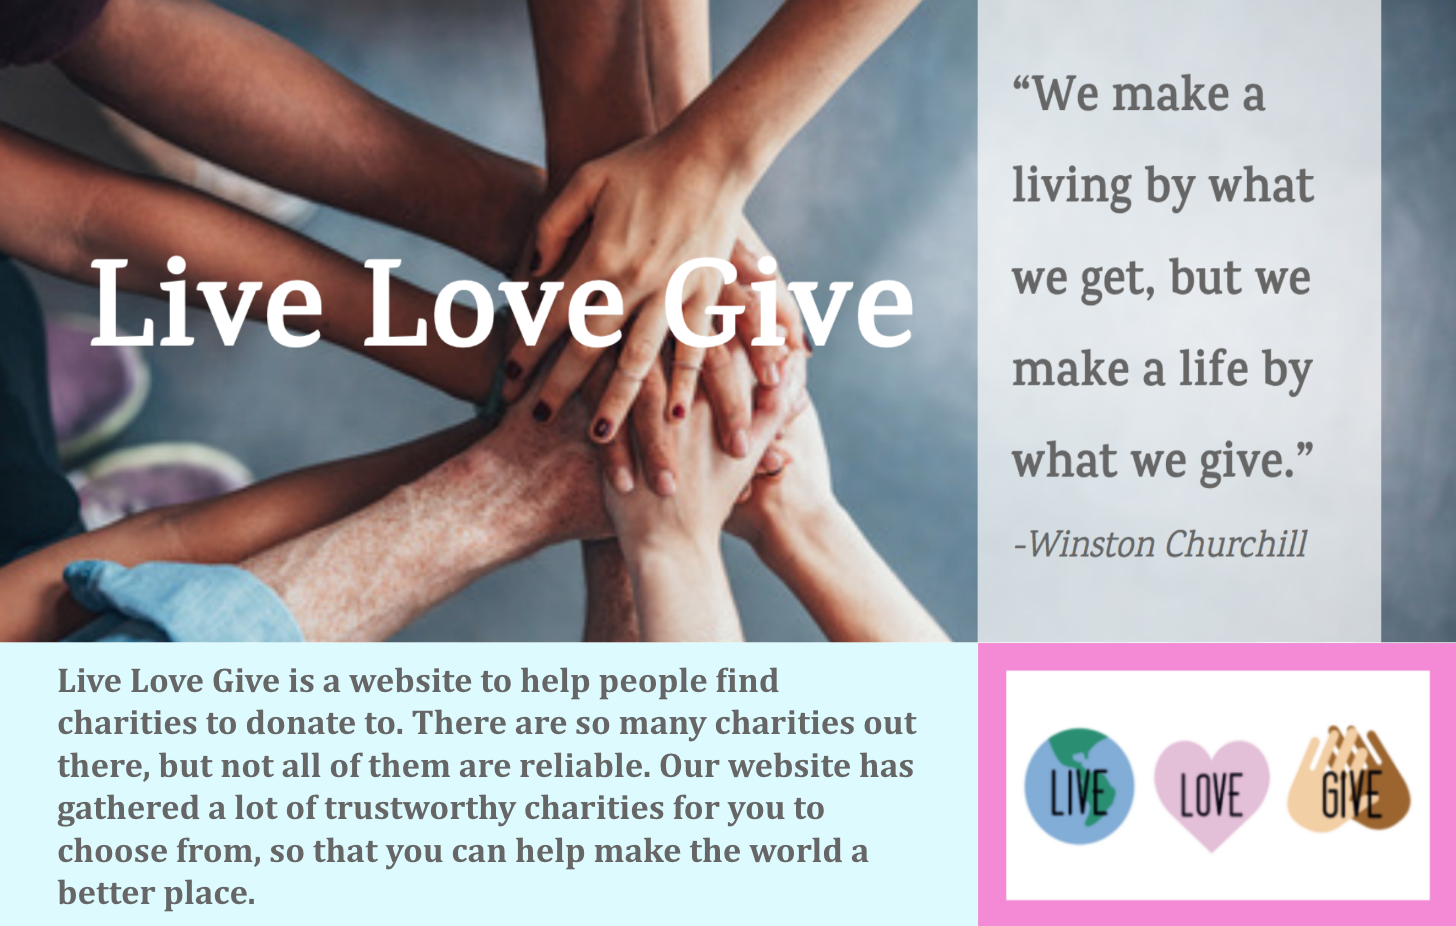 Live Love Give
“We make a
living by what
we get, but we
make a life by
what we give.”
-Winston Churchill
Live Love Give is a website to help people find
charities to donate to. There are so many charities out
there, but not all of them are reliable. Our website has
gathered a lot of trustworthy charities for you to
choose from, so that you can help make the world a
better place.
LIVE LOVE GIVE